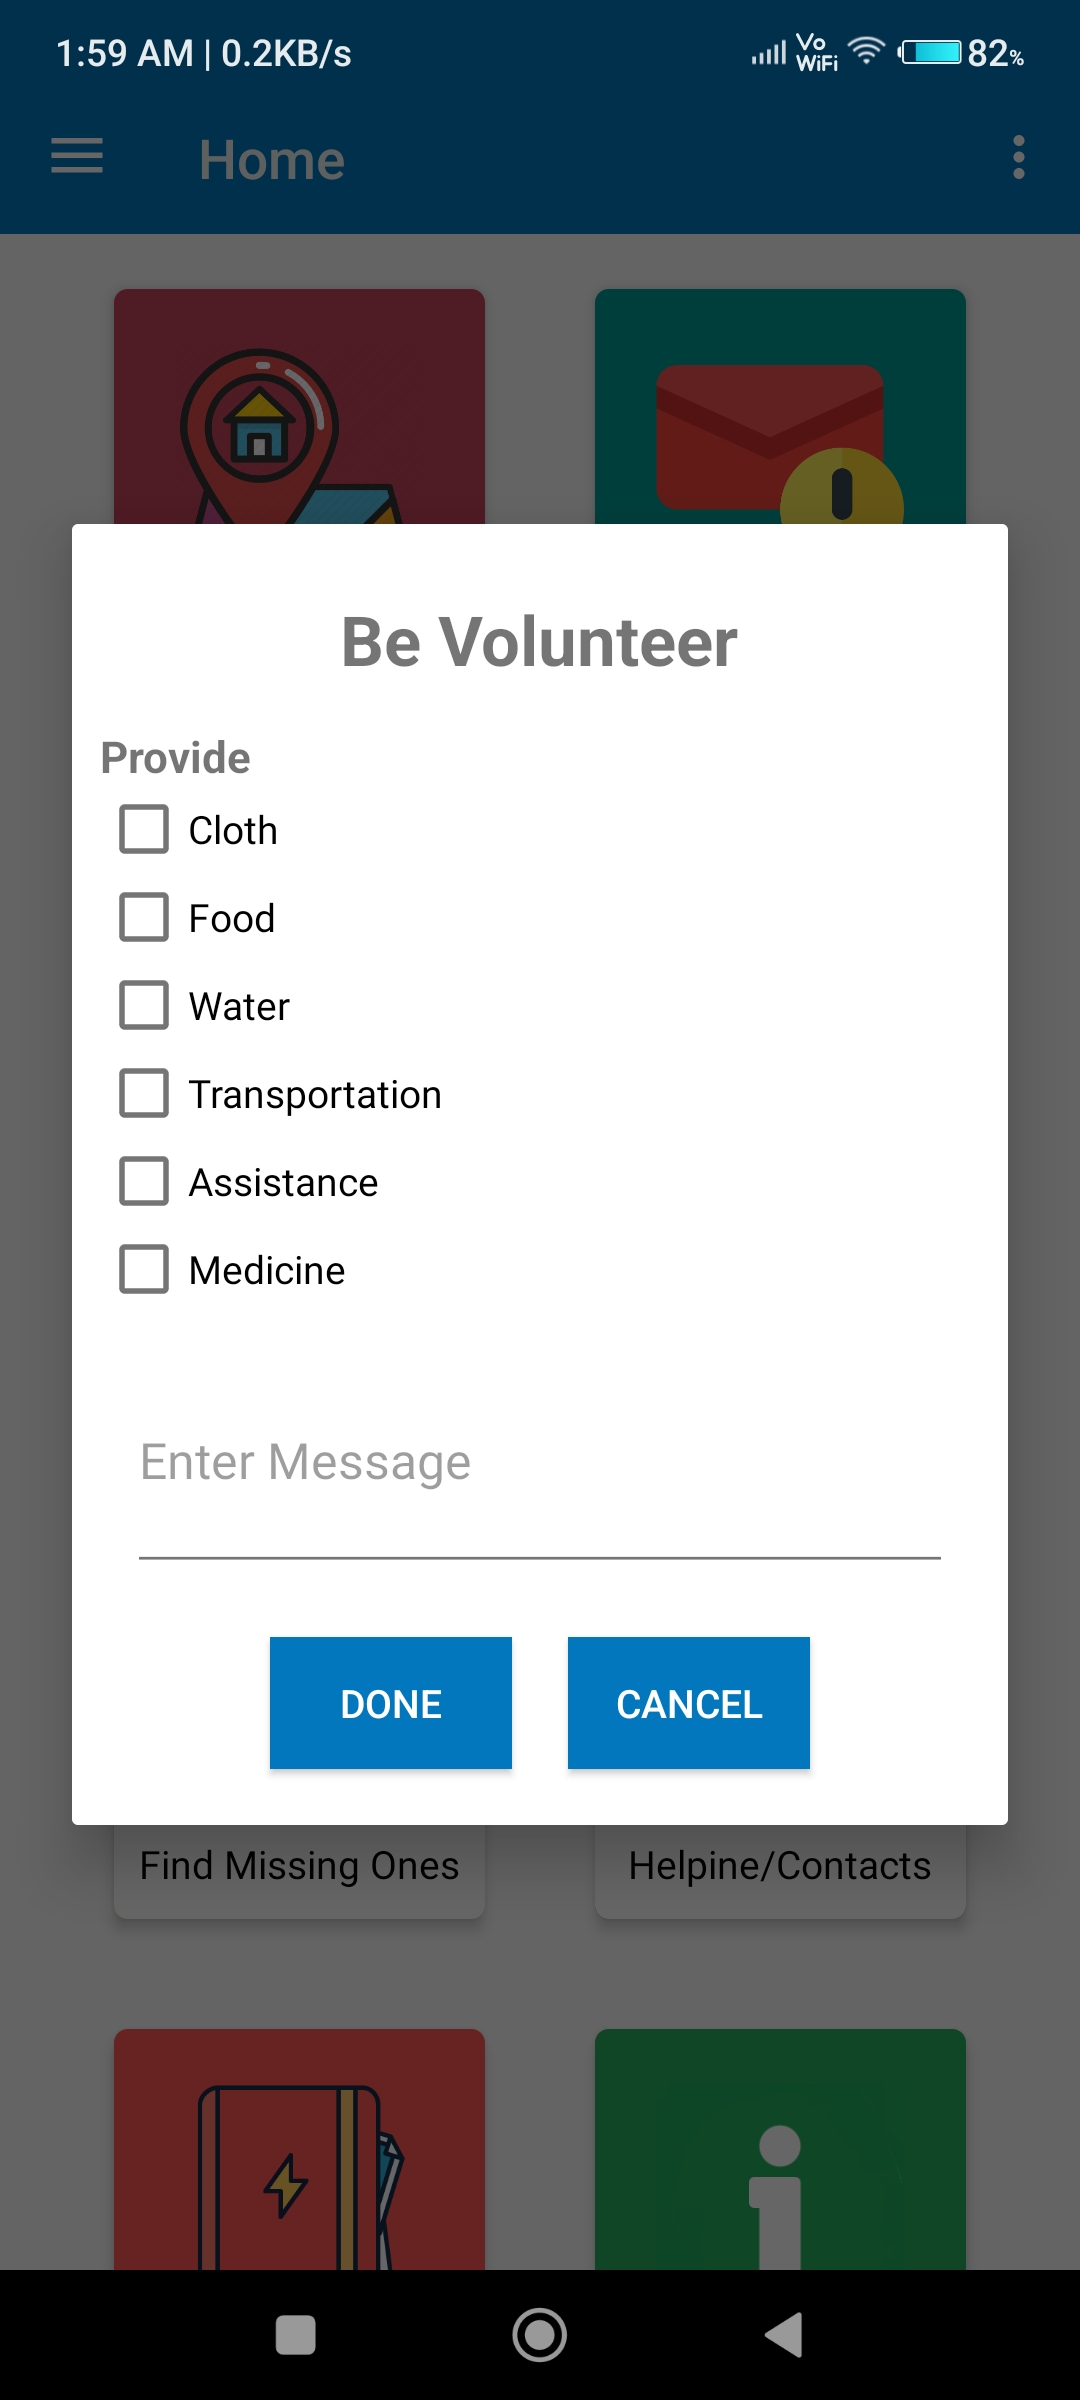 1:59 AM | 0.2KB/s Vo WiFi 82%
Home
Be Volunteer
Provide
Cloth
Food
Water
Transportation
Assistance
Medicine
Enter Message
DONE CANCEL
Find Missing Ones Helpine/Contacts